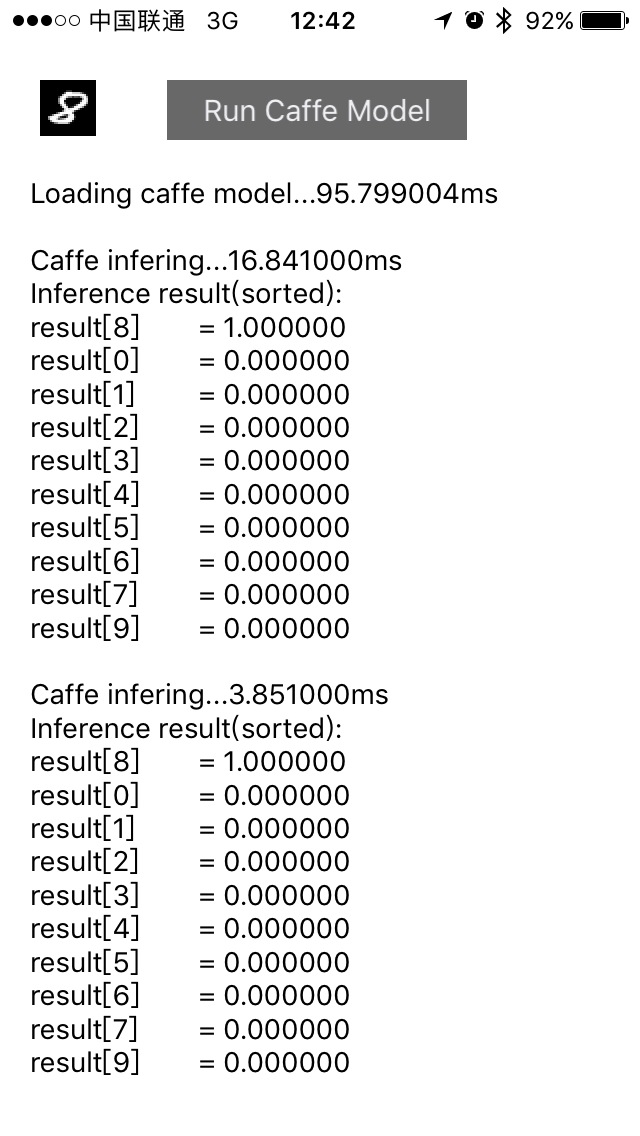 中国联通 3G 12:42 92%
8 Run Caffe Model
Loading caffe model...95.799004ms
Caffe infering...16.841000ms
Inference result(sorted):
result[8] = 1.000000
result[0] = 0.000000
result[1] = 0.000000
result[2] = 0.000000
result[3] = 0.000000
result[4] = 0.000000
result[5] = 0.000000
result[6] = 0.000000
result[7] = 0.000000
result[9] = 0.000000
Caffe infering...3.851000ms
Inference result(sorted):
result[8] = 1.000000
result[0] = 0.000000
result[1] = 0.000000
result[2] = 0.000000
result[3] = 0.000000
result[4] = 0.000000
result[5] = 0.000000
result[6] = 0.000000
result[7] = 0.000000
result[9] = 0.000000